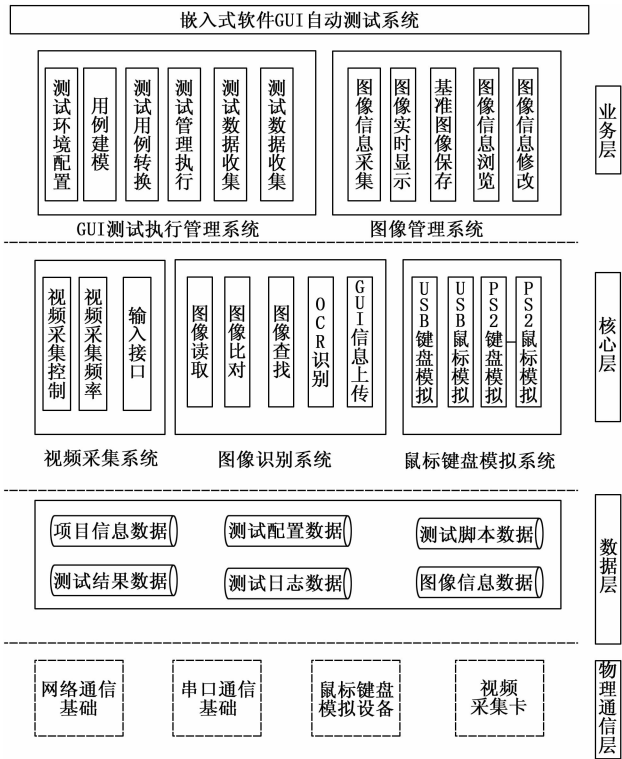 嵌入式软件GUI自动测试系统
测试环境配置
用例建模
测试用例转换
测试管理执行
测试数据收集
测试数据收集
GUI测试执行管理系统
图像信息采集
图像实时显示
基准图像保存
图像信息浏览
图像信息修改
图像管理系统
业务层
视频采集控制
视频采集频率
输入接口
视频采集系统
图像读取
图像比对
图像查找
OCR识别
GUI信息上传
图像识别系统
USB键盘模拟
USB鼠标模拟
PS2键盘模拟
PS2鼠标模拟
鼠标键盘模拟系统
核心层
项目信息数据
测试配置数据
测试脚本数据
测试结果数据
测试日志数据
图像信息数据
数据层
网络通信
基础
串口通信
基础
鼠标键盘
模拟设备
视频
采集卡
物理通信层